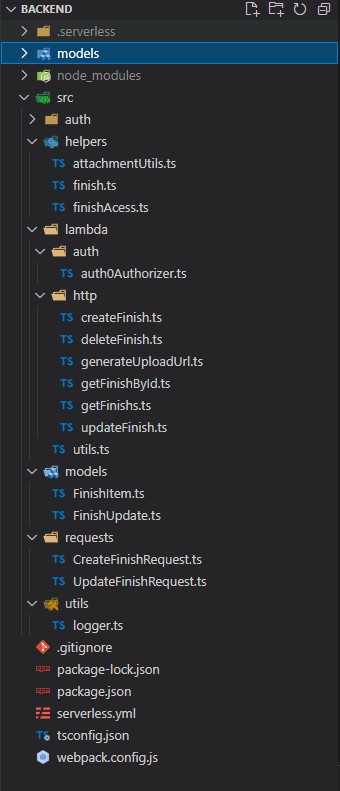 BACKEND
.serverless
models
node_modules
src
auth
helpers
TS attachmentUtils.ts
TS finish.ts
TS finishAcess.ts
lambda
auth
TS auth0Authorizer.ts
http
TS createFinish.ts
TS deleteFinish.ts
TS generateUploadUrl.ts
TS getFinishById.ts
TS getFinishs.ts
TS updateFinish.ts
TS utils.ts
models
TS FinishItem.ts
TS FinishUpdate.ts
requests
TS CreateFinishRequest.ts
TS UpdateFinishRequest.ts
utils
TS logger.ts
.gitignore
package-lock.json
package.json
serverless.yml
TS tsconfig.json
webpack.config.js